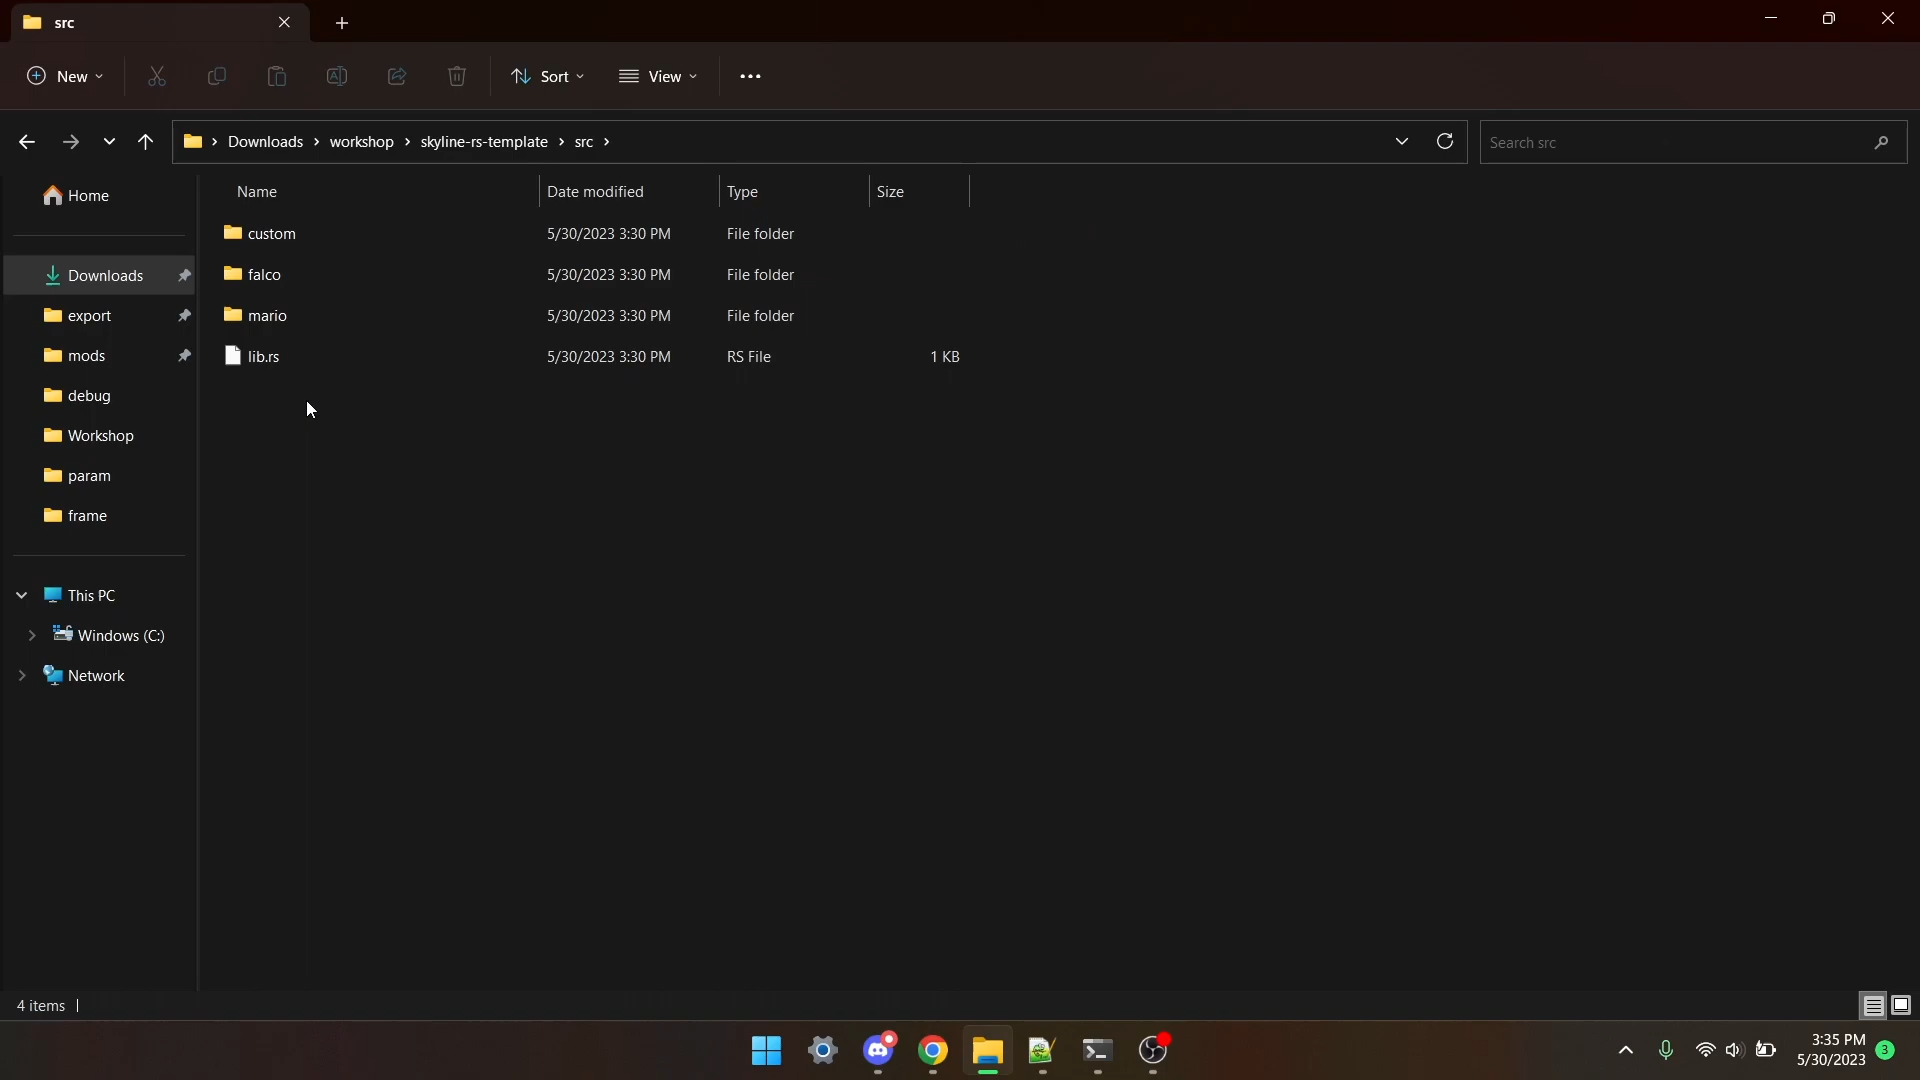 src
New
Sort
View
Downloads
workshop
skyline-rs-template
src
Search src
Home
Downloads
export
mods
debug
Workshop
param
frame
This PC
Windows (C:)
Network
Name Date modified Type Size
custom 5/30/2023 3:30 PM File folder
falco 5/30/2023 3:30 PM File folder
mario 5/30/2023 3:30 PM File folder
lib.rs 5/30/2023 3:30 PM RS File 1 KB
4 items
3:35 PM
5/30/2023
3